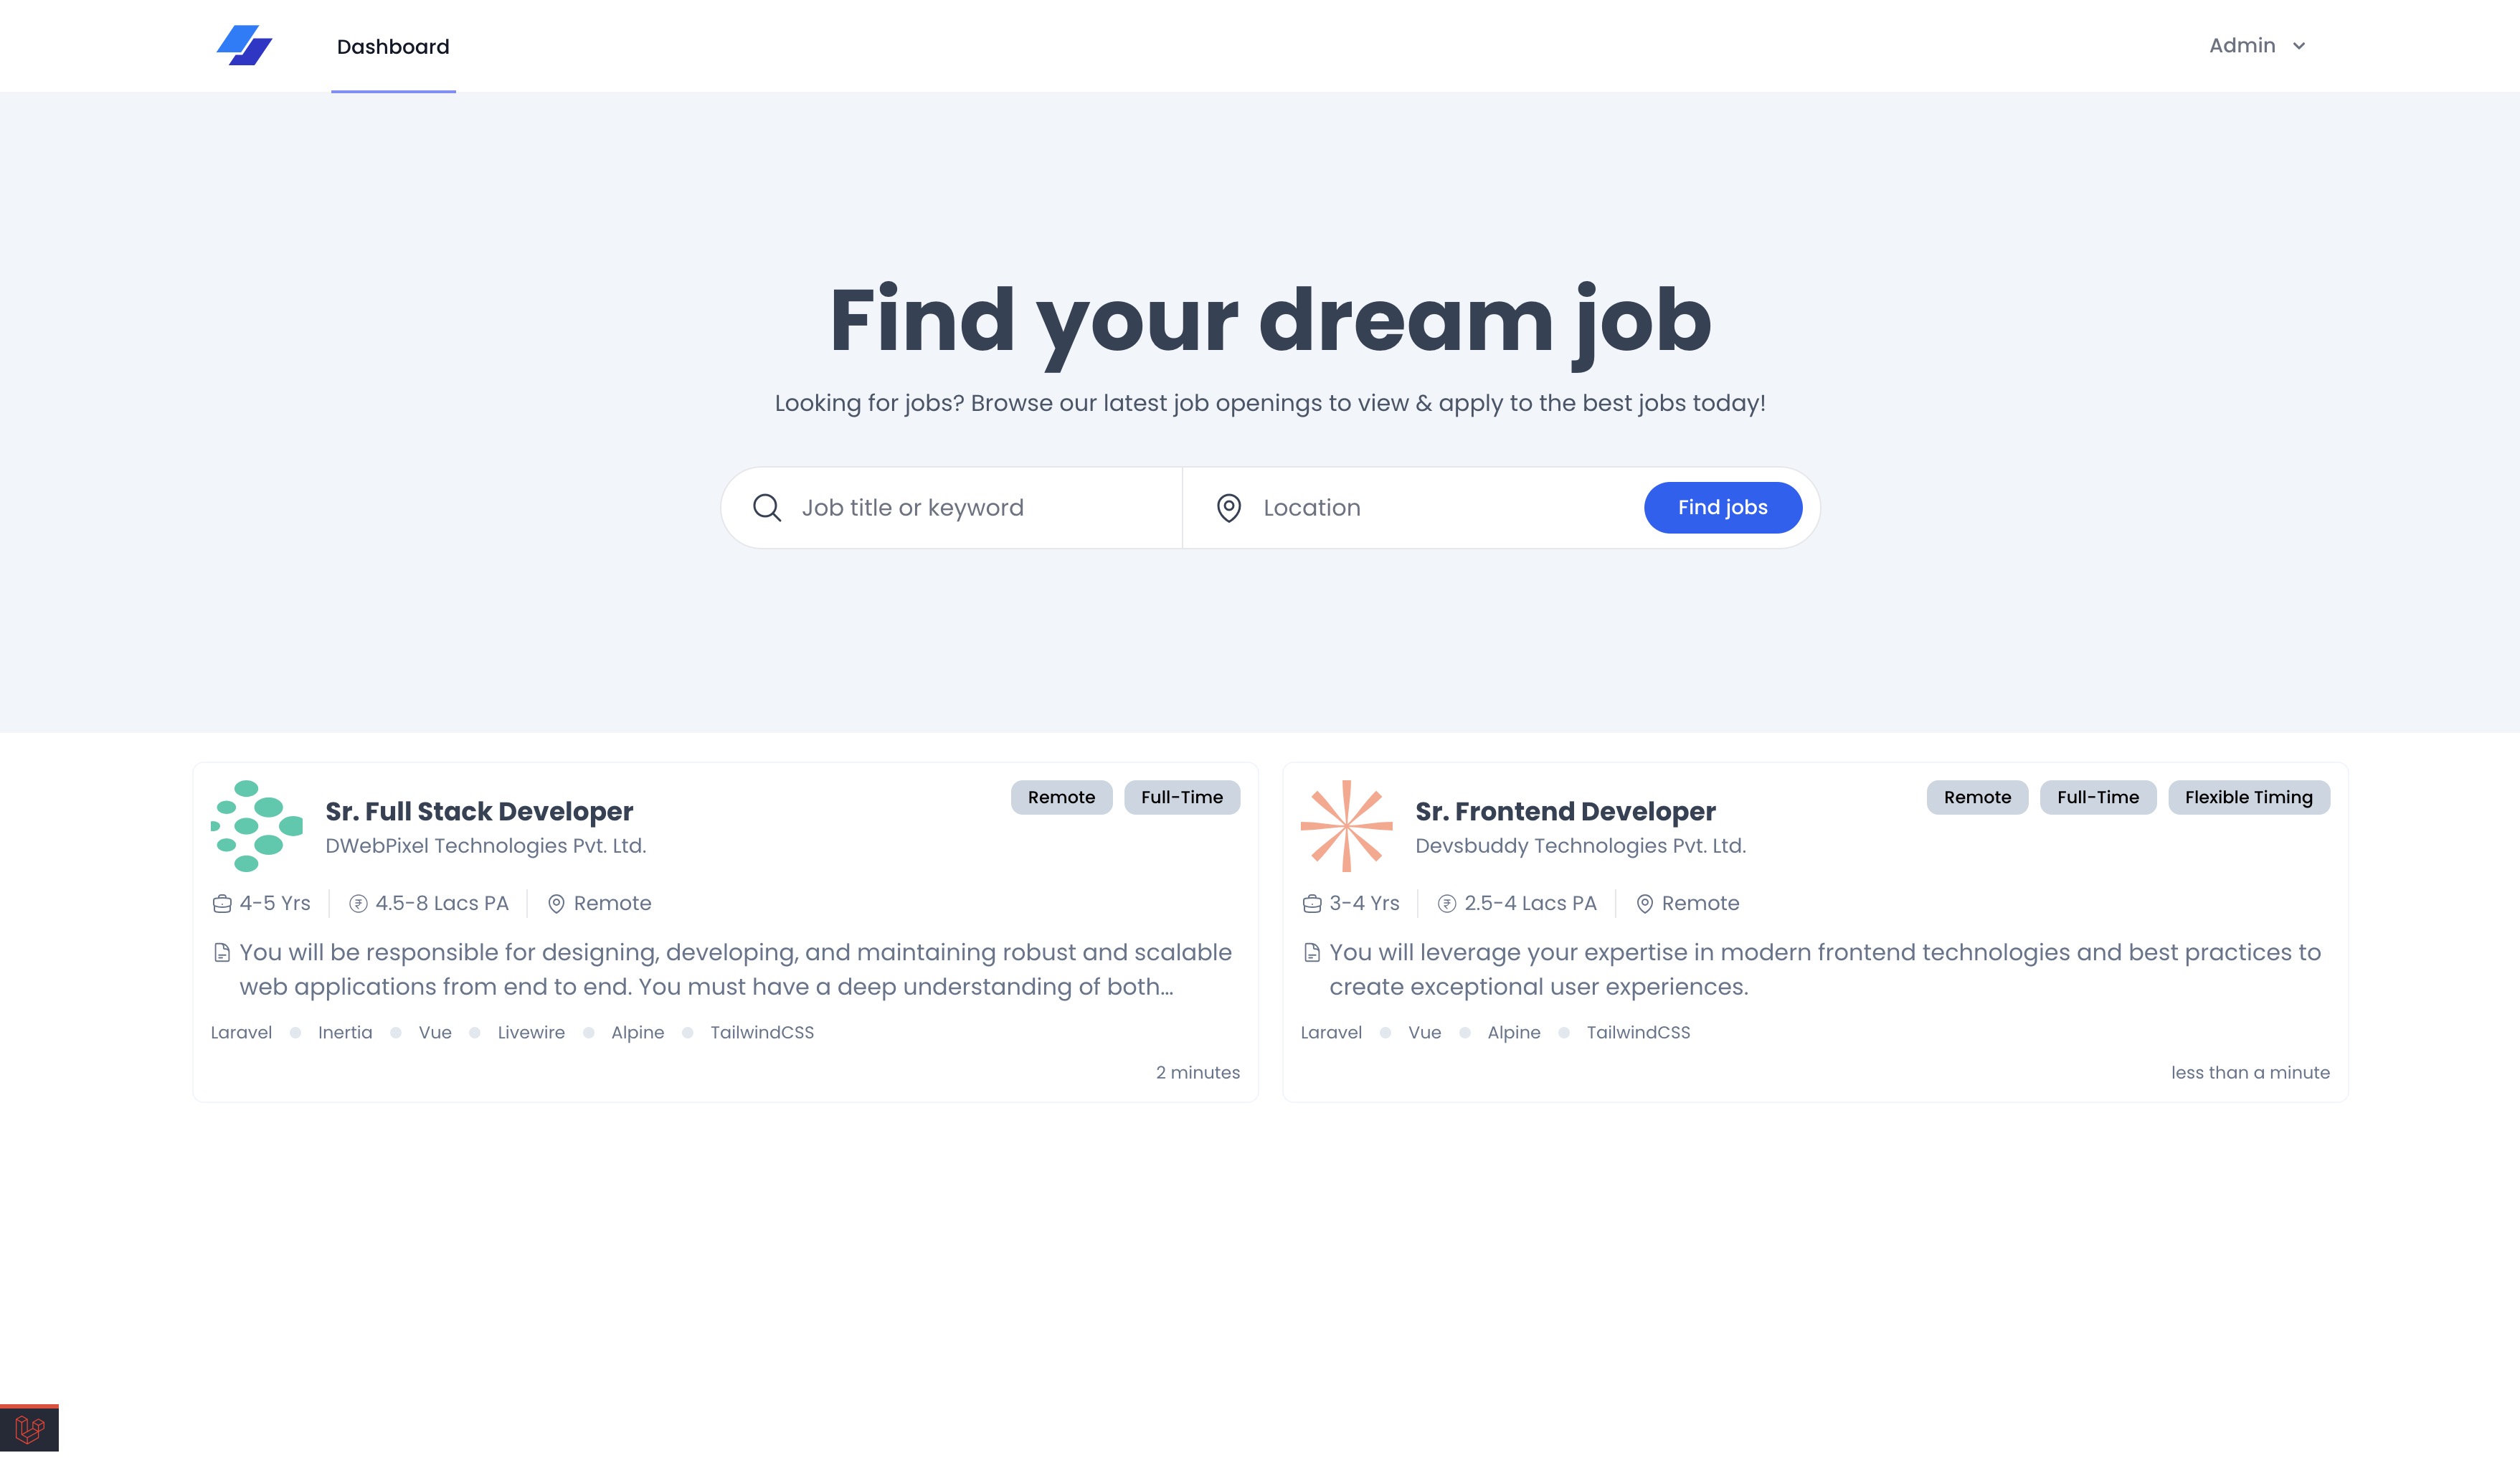 Dashboard
Admin
Find your dream job
Looking for jobs? Browse our latest job openings to view & apply to the best jobs today!
Job title or keyword
Location
Find jobs
Sr. Full Stack Developer
DWebPixel Technologies Pvt. Ltd.
Remote
Full-Time
4-5 Yrs
4.5-8 Lacs PA
Remote
You will be responsible for designing, developing, and maintaining robust and scalable
web applications from end to end. You must have a deep understanding of both...
Laravel
Inertia
Vue
Livewire
Alpine
TailwindCSS
2 minutes
Sr. Frontend Developer
Devsbuddy Technologies Pvt. Ltd.
Remote
Full-Time
Flexible Timing
3-4 Yrs
2.5-4 Lacs PA
Remote
You will leverage your expertise in modern frontend technologies and best practices to
create exceptional user experiences.
Laravel
Vue
Alpine
TailwindCSS
less than a minute